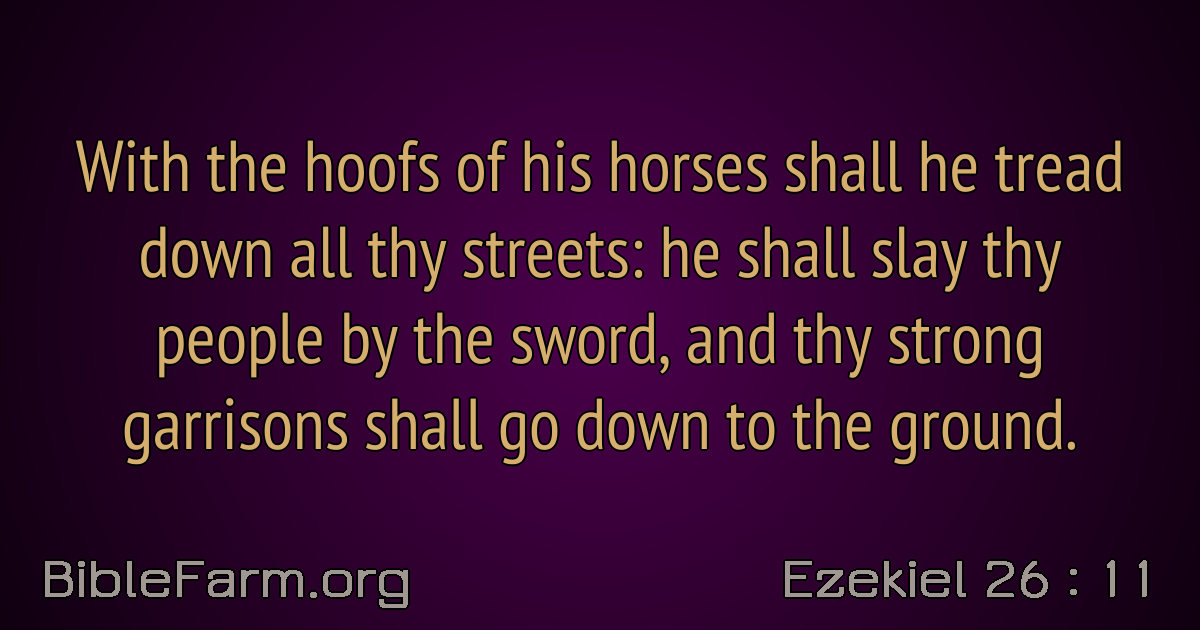 With the hoofs of his horses shall he tread
down all thy streets: he shall slay thy
people by the sword, and thy strong
garrisons shall go down to the ground.
BibleFarm.org
Ezekiel 26 : 11